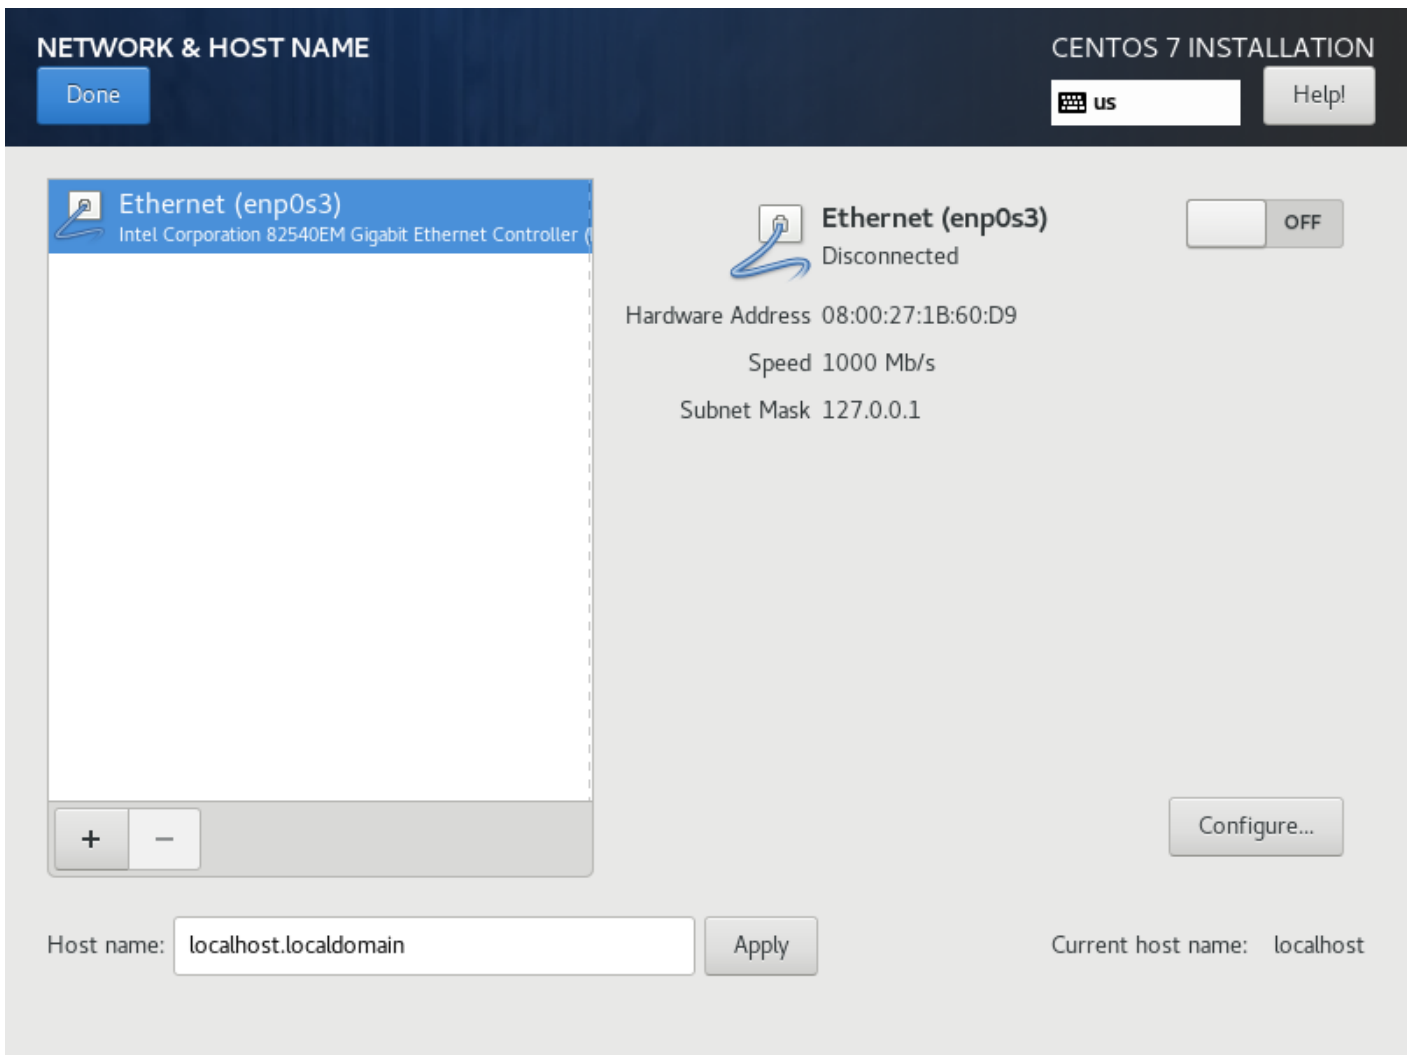 NETWORK & HOST NAME
CENTOS 7 INSTALLATION
Done
us
Help!
Ethernet (enp0s3)
Intel Corporation 82540EM Gigabit Ethernet Controller (
Ethernet (enp0s3)
Disconnected
OFF
Hardware Address 08:00:27:1B:60:D9
Speed 1000 Mb/s
Subnet Mask 127.0.0.1
+ −
Configure...
Host name: localhost.localdomain
Apply
Current host name: localhost